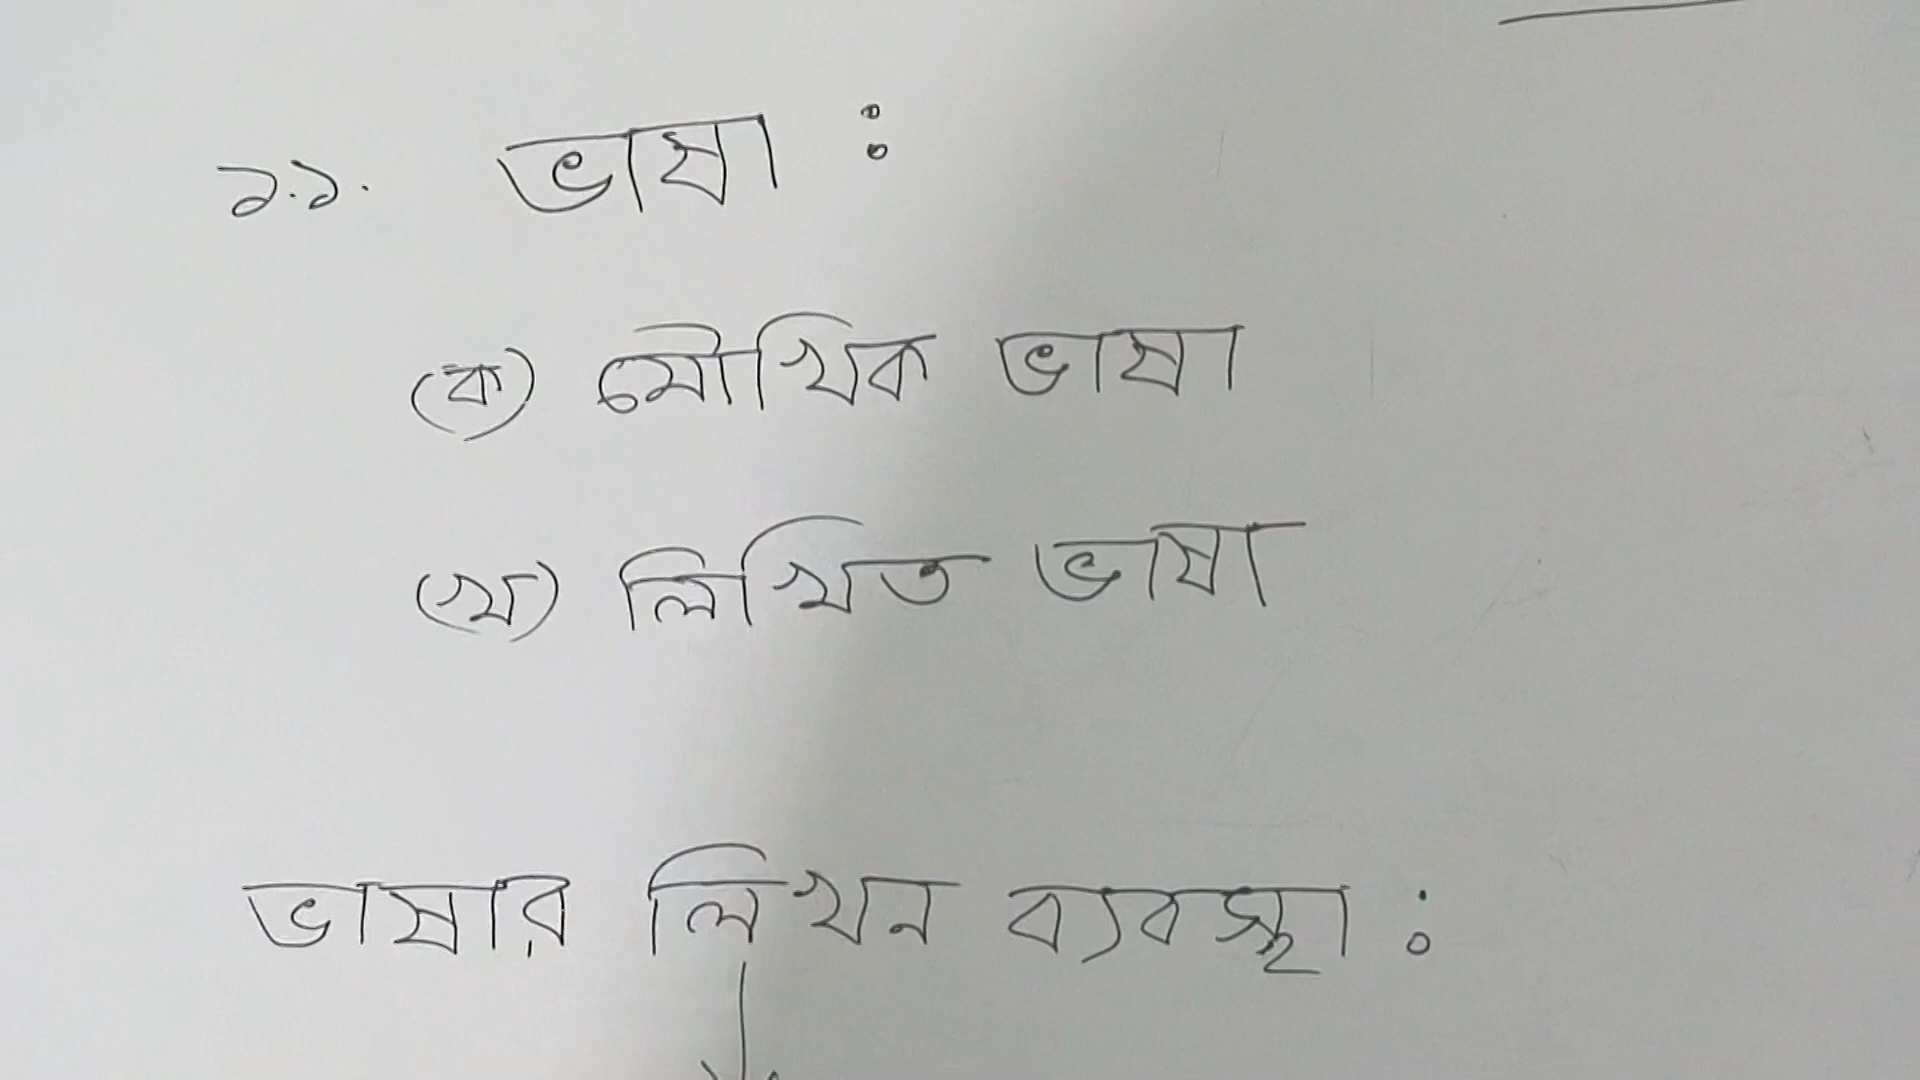 ১.১. ভাষা :
(ক) মৌখিক ভাষা
(খ) লিখিত ভাষা
ভাষার লিখন ব্যবস্থা :